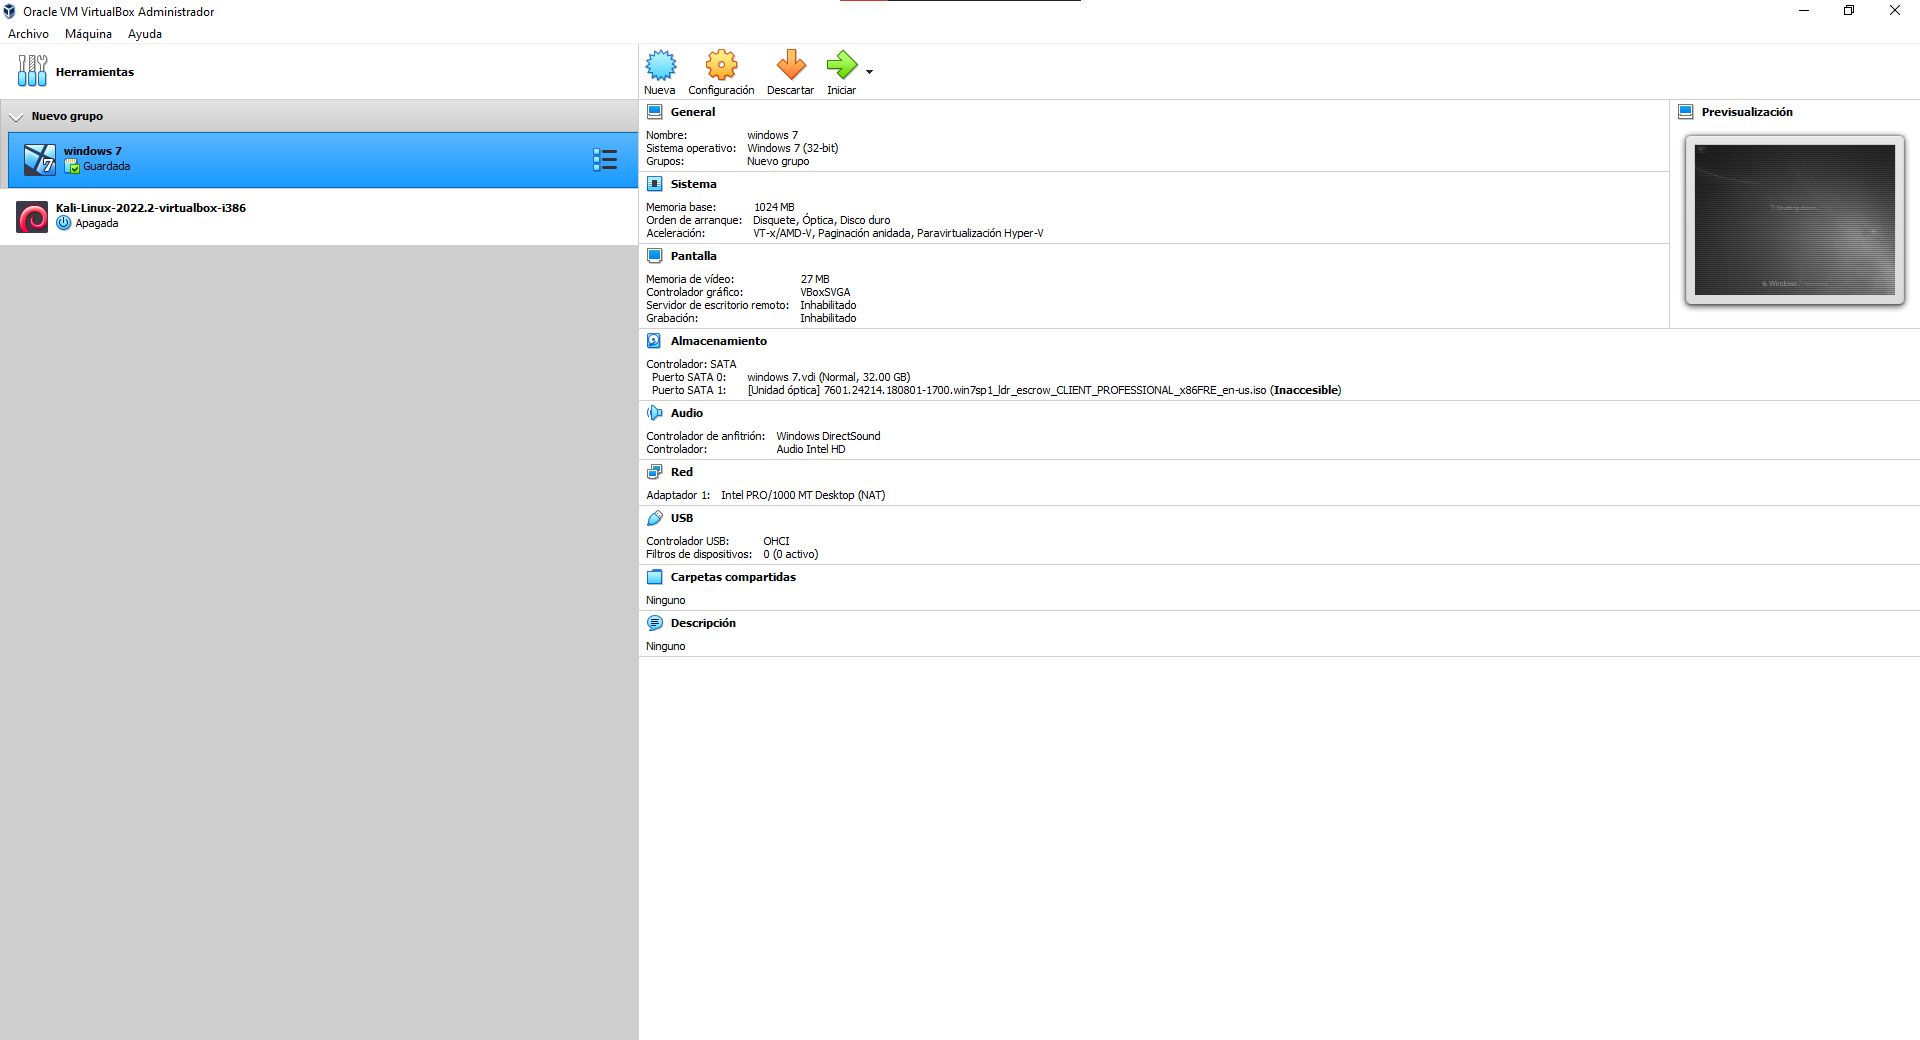 Oracle VM VirtualBox Administrador
Archivo Máquina Ayuda
Herramientas
Nuevo grupo
windows 7
Guardada
Kali-Linux-2022.2-virtualbox-i386
Apagada
Nueva Configuración Descartar Iniciar
General
Nombre: windows 7
Sistema operativo: Windows 7 (32-bit)
Grupos: Nuevo grupo
Sistema
Memoria base: 1024 MB
Orden de arranque: Disquete, Óptica, Disco duro
Aceleración: VT-x/AMD-V, Paginación anidada, Paravirtualización Hyper-V
Pantalla
Memoria de vídeo: 27 MB
Controlador gráfico: VBoxSVGA
Servidor de escritorio remoto: Inhabilitado
Grabación: Inhabilitado
Previsualización
Shutting down...
Windows 7
Almacenamiento
Controlador: SATA
Puerto SATA 0: windows 7.vdi (Normal, 32.00 GB)
Puerto SATA 1: [Unidad óptica] 7601.24214.180801-1700.win7sp1_ldr_escrow_CLIENT_PROFESSIONAL_x86FRE_en-us.iso (Inaccesible)
Audio
Controlador de anfitrión: Windows DirectSound
Controlador: Audio Intel HD
Red
Adaptador 1: Intel PRO/1000 MT Desktop (NAT)
USB
Controlador USB: OHCI
Filtros de dispositivos: 0 (0 activo)
Carpetas compartidas
Ninguno
Descripción
Ninguno